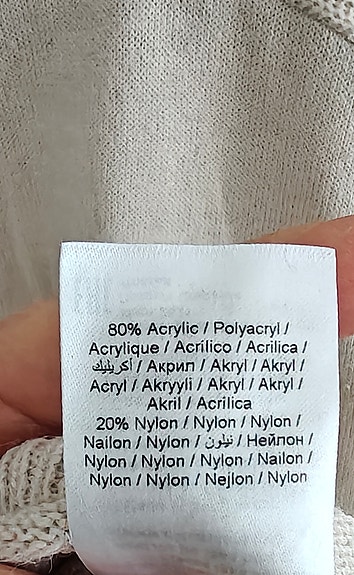 80% Acrylic / Polyacryl /
Acrylique / Acrílico / Acrilica /
أكريليك / Акрил / Akryl / Akryl /
Acryl / Akryyli / Akryl / Akryl /
Akril / Acrílica
20% Nylon / Nylon / Nylon /
Nailon / Nylon / نيلون / Нейлон /
Nylon / Nylon / Nylon / Nailon /
Nylon / Nylon / Nejlon / Nylon